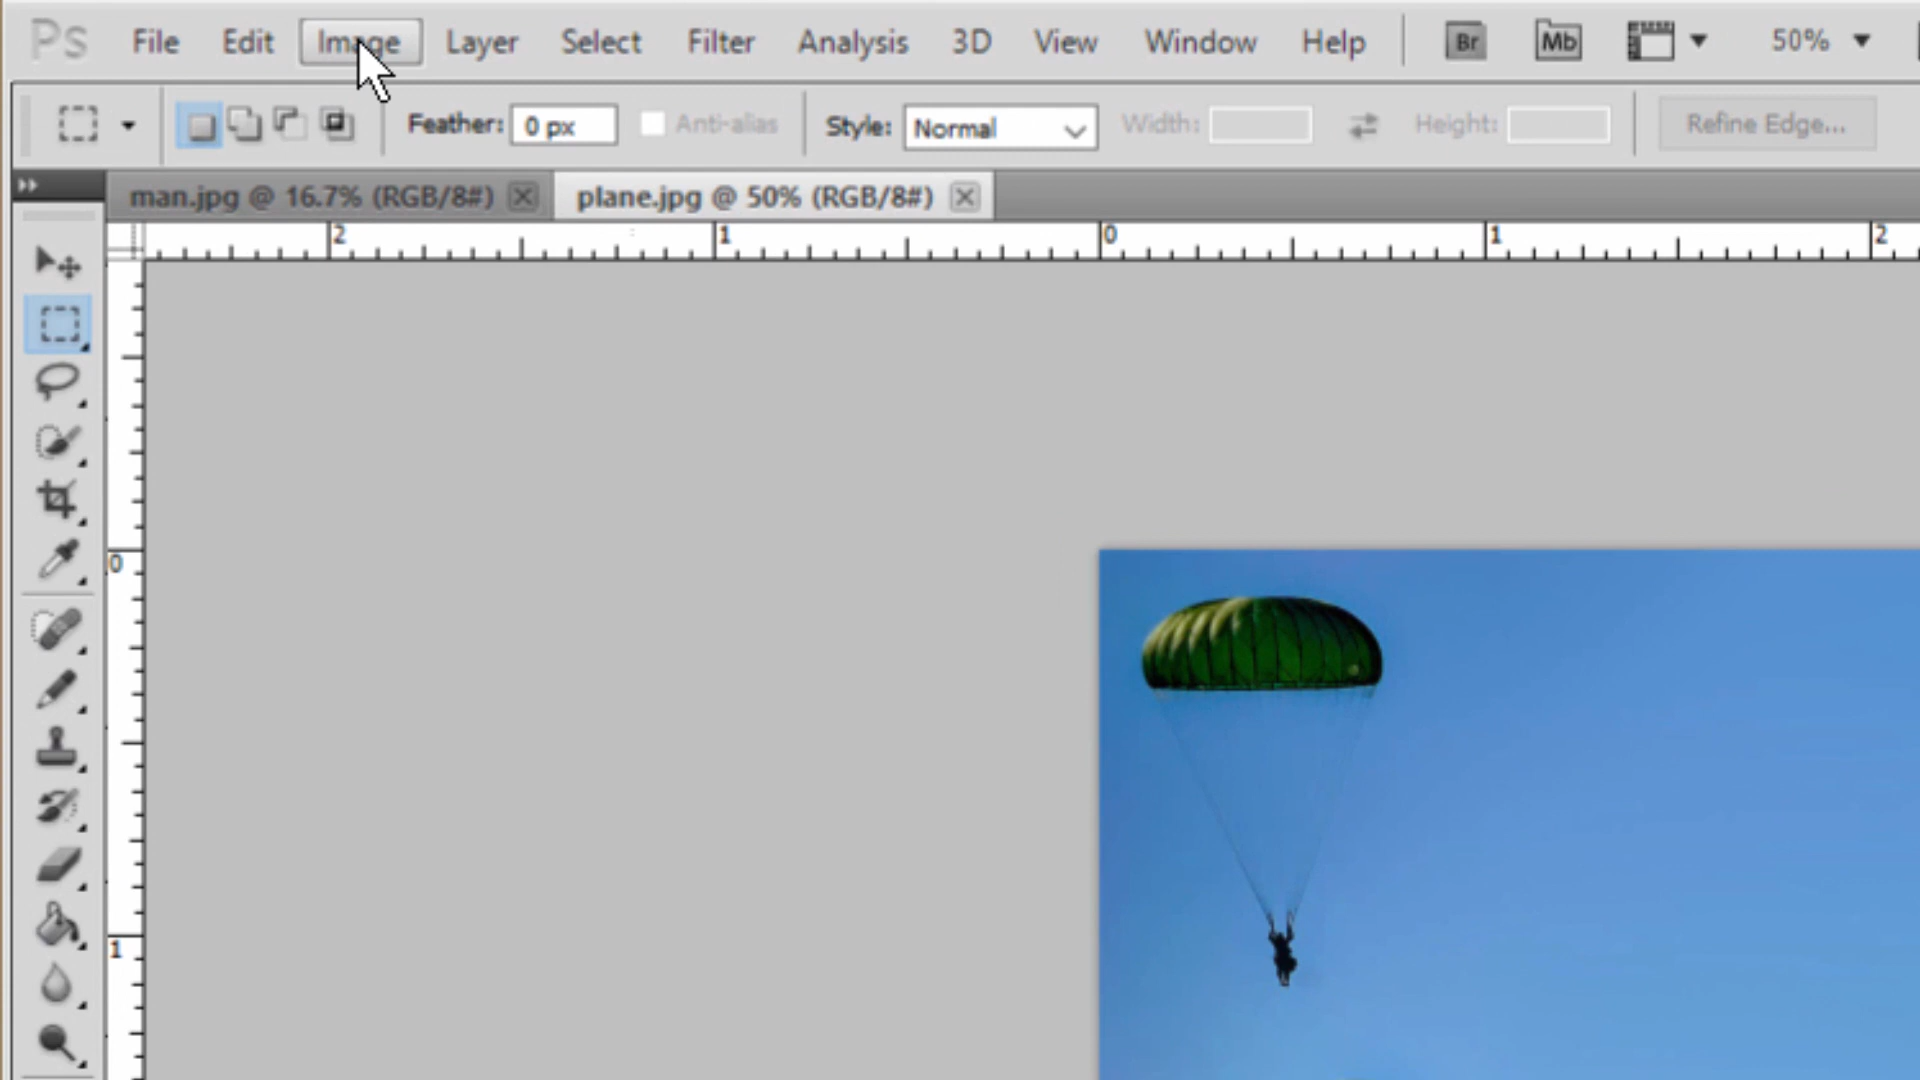 Ps File Edit Image Layer Select Filter Analysis 3D View Window Help Br Mb 50%
Feather: 0 px Anti-alias Style: Normal Width: Height: Refine Edge...
man.jpg @ 16.7% (RGB/8#) plane.jpg @ 50% (RGB/8#)
2 1 0 1 2
0
1